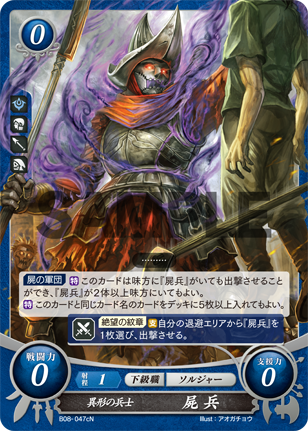 0
SAMPLE
…………
屍の軍団 特 このカードは味方に『屍兵』がいても出撃させること
ができ、『屍兵』が2体以上味方にいてもよい。
特 このカードと同じカード名のカードをデッキに5枚以上入れてもよい。
絶望の紋章 支 自分の退避エリアから『屍兵』を
1枚選び、出撃させる。
戦闘力 0
射程 1 下級職 ソルジャー
支援力 0
異形の兵士 屍兵
B08-047cN Illust:アオガチョウ